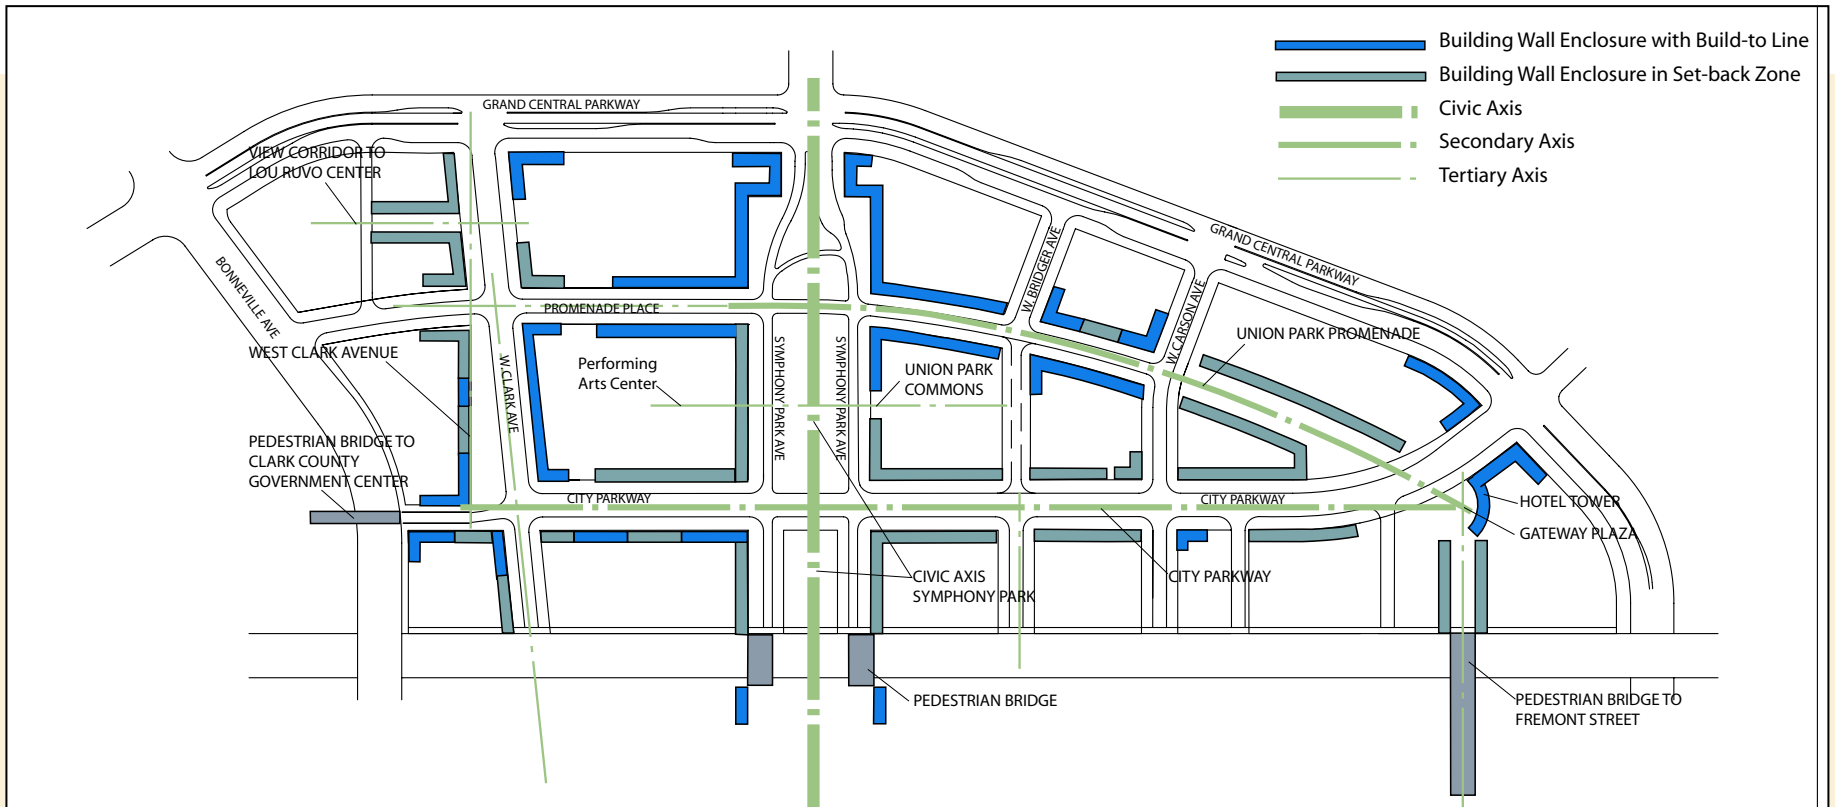 Building Wall Enclosure with Build-to Line
Building Wall Enclosure in Set-back Zone
Civic Axis
Secondary Axis
Tertiary Axis
GRAND CENTRAL PARKWAY
VIEW CORRIDOR TO
LOU RUVO CENTER
GRAND CENTRAL PARKWAY
BONNEVILLE AVE
W. BRIDGER AVE
W.CARSON AVE
PROMENADE PLACE
UNION PARK PROMENADE
WEST CLARK AVENUE
W.CLARK AVE
Performing
Arts Center
SYMPHONY PARK AVE
SYMPHONY PARK AVE
UNION PARK
COMMONS
PEDESTRIAN BRIDGE TO
CLARK COUNTY
GOVERNMENT CENTER
CITY PARKWAY
CITY PARKWAY
HOTEL TOWER
GATEWAY PLAZA
CIVIC AXIS
SYMPHONY PARK
CITY PARKWAY
PEDESTRIAN BRIDGE
PEDESTRIAN BRIDGE TO
FREMONT STREET